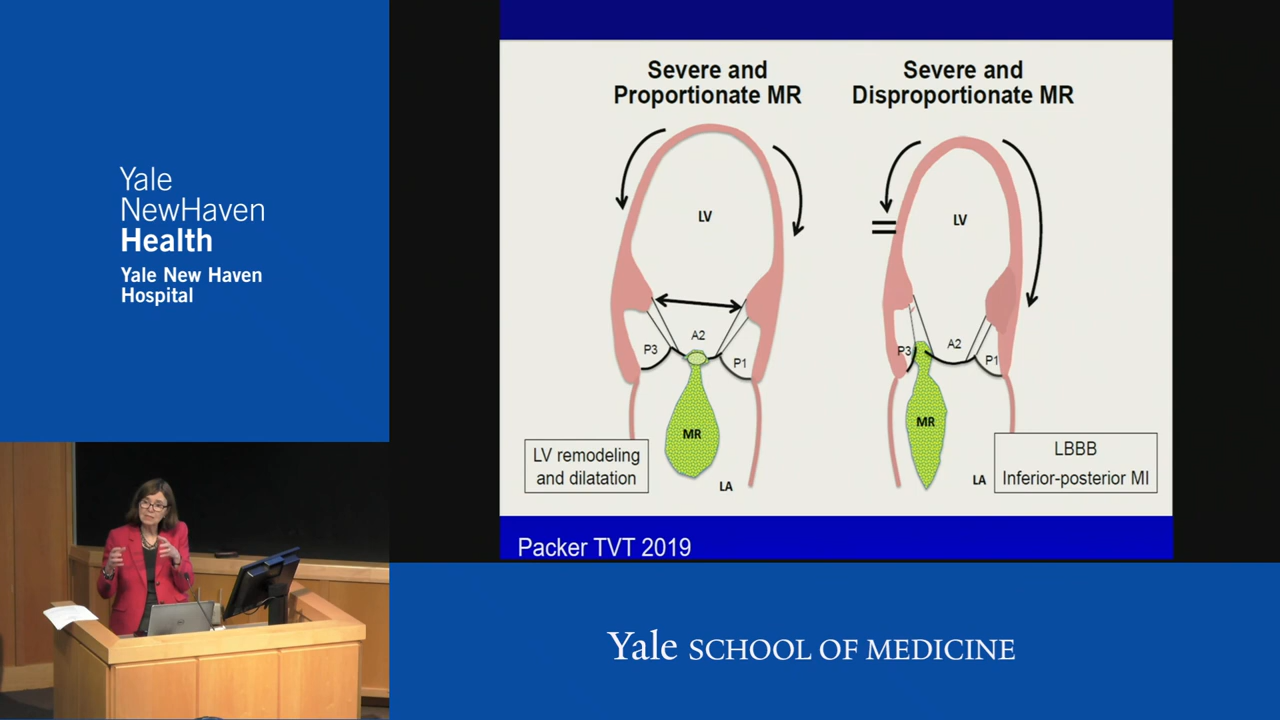 Yale
NewHaven
Health
Yale New Haven
Hospital
Severe and
Proportionate MR
LV
P3
A2
P1
MR
LA
LV remodeling
and dilatation
Severe and
Disproportionate MR
LV
P3
A2
P1
MR
LA
LBBB
Inferior-posterior MI
Packer TVT 2019
Yale SCHOOL OF MEDICINE